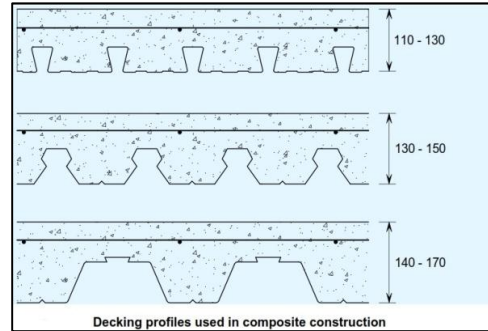 110 - 130
130 - 150
140 - 170
Decking profiles used in composite construction